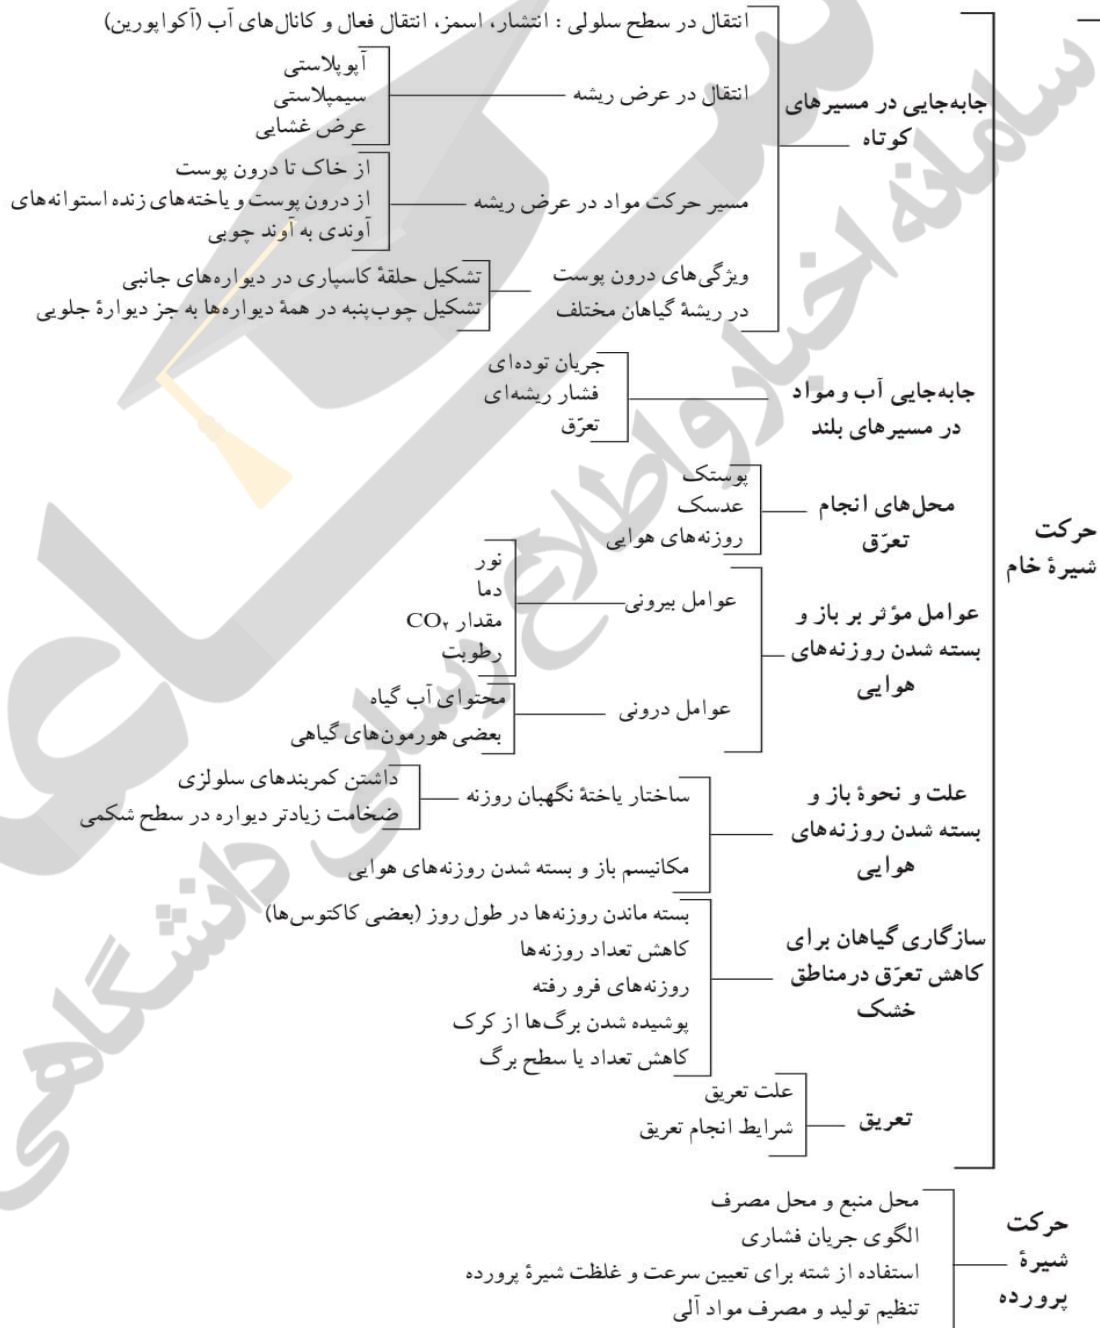 حرکت
شیرهٔ خام
جابه‌جایی در مسیرهای
کوتاه
انتقال در سطح سلولی : انتشار، اسمز، انتقال فعال و کانال‌های آب (آکواپورین)
انتقال در عرض ریشه
آپوپلاستی
سیمپلاستی
عرض غشایی
مسیر حرکت مواد در عرض ریشه
از خاک تا درون پوست
از درون پوست و یاخته‌های زنده استوانه‌های
آوندی به آوند چوبی
ویژگی‌های درون پوست
در ریشهٔ گیاهان مختلف
تشکیل حلقهٔ کاسپاری در دیواره‌های جانبی
تشکیل چوب‌پنبه در همهٔ دیواره‌ها به جز دیوارهٔ جلویی
جابه‌جایی آب و مواد
در مسیرهای بلند
جریان توده‌ای
فشار ریشه‌ای
تعرّق
محل‌های انجام
تعرّق
پوستک
عدسک
روزنه‌های هوایی
عوامل مؤثر بر باز و
بسته شدن روزنه‌های
هوایی
عوامل بیرونی
نور
دما
مقدار CO₂
رطوبت
عوامل درونی
محتوای آب گیاه
بعضی هورمون‌های گیاهی
علت و نحوهٔ باز و
بسته شدن روزنه‌های
هوایی
ساختار یاختهٔ نگهبان روزنه
داشتن کمربندهای سلولزی
ضخامت زیادتر دیواره در سطح شکمی
مکانیسم باز و بسته شدن روزنه‌های هوایی
سازگاری گیاهان برای
کاهش تعرّق درمناطق
خشک
بسته ماندن روزنه‌ها در طول روز (بعضی کاکتوس‌ها)
کاهش تعداد روزنه‌ها
روزنه‌های فرو رفته
پوشیده شدن برگ‌ها از کرک
کاهش تعداد یا سطح برگ
تعریق
علت تعریق
شرایط انجام تعریق
حرکت
شیرهٔ
پرورده
محل منبع و محل مصرف
الگوی جریان فشاری
استفاده از شته برای تعیین سرعت و غلظت شیرهٔ پرورده
تنظیم تولید و مصرف مواد آلی
سامانه اخبار و اطلاع رسانی دانشگاهی